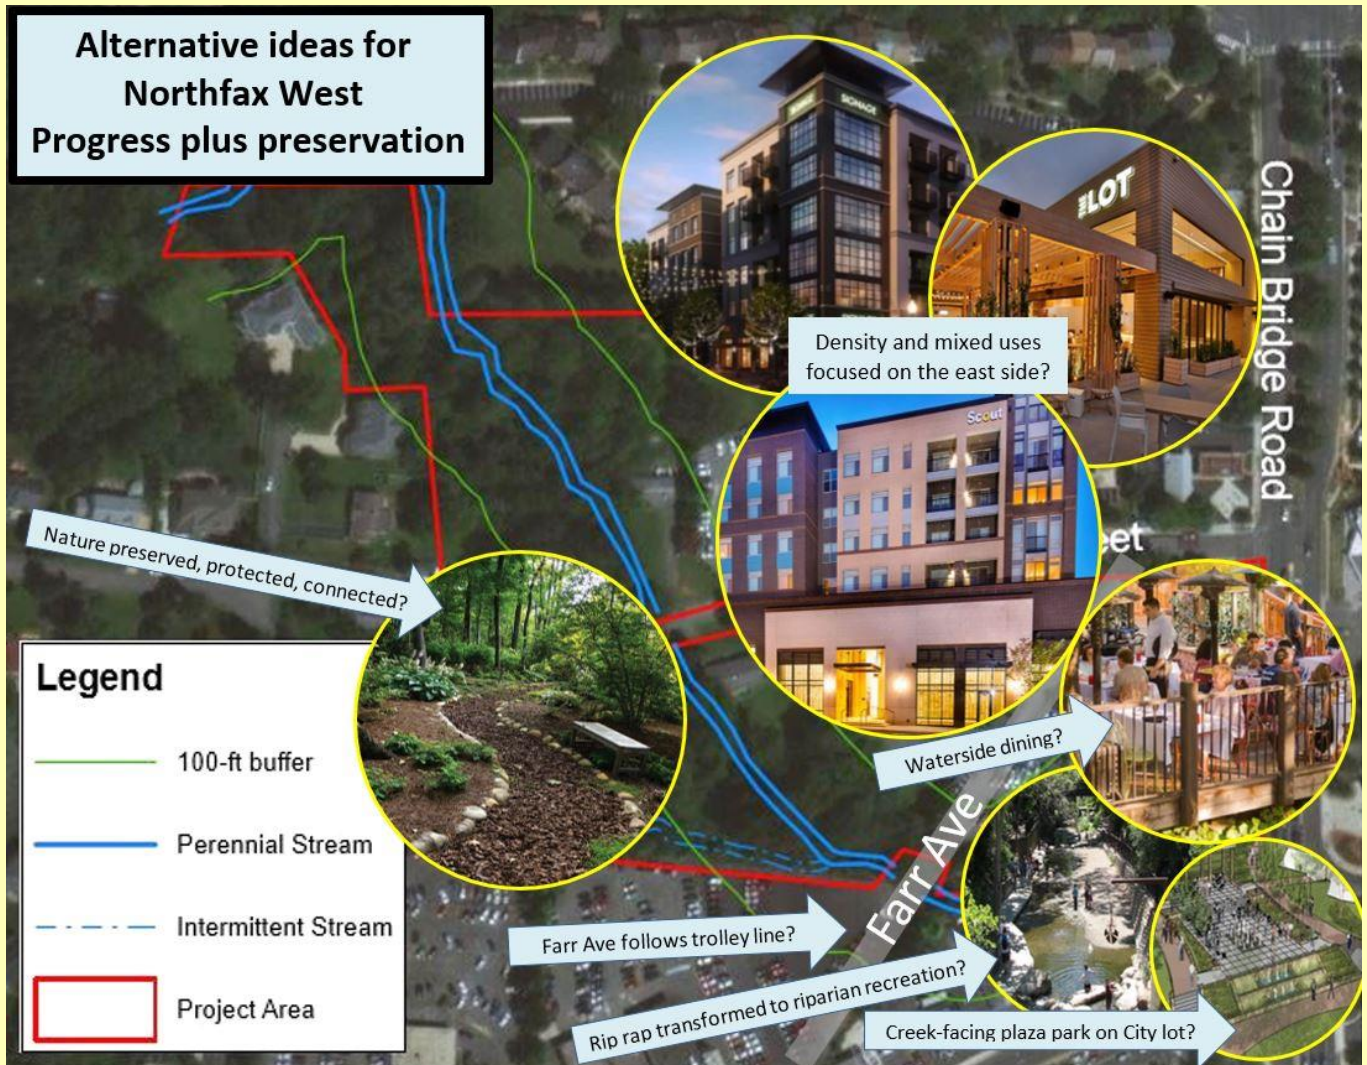 Alternative ideas for
Northfax West
Progress plus preservation
SIGNAGE
THE LOT
Chain Bridge Road
Density and mixed uses
focused on the east side?
Scout
eet
Nature preserved, protected, connected?
Waterside dining?
Farr Ave
Farr Ave follows trolley line?
Rip rap transformed to riparian recreation?
Creek-facing plaza park on City lot?
Legend
100-ft buffer
Perennial Stream
Intermittent Stream
Project Area